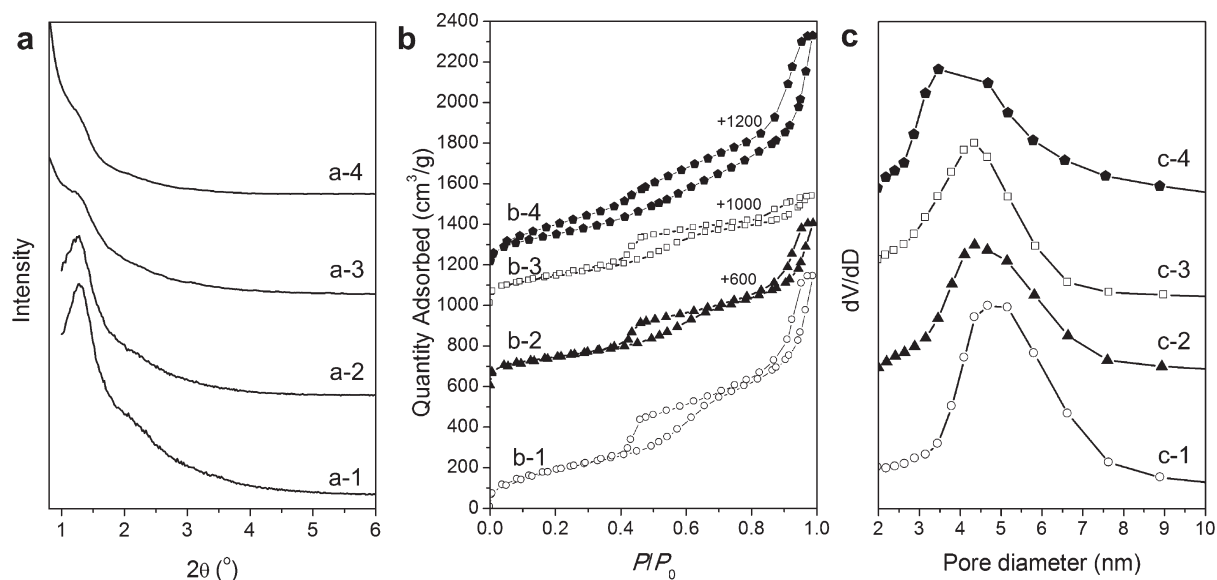 a
Intensity
a-4
a-3
a-2
a-1
1 2 3 4 5 6
2θ (°)
b
Quantity Adsorbed (cm³/g)
2400
2200
2000
1800
1600
1400
1200
1000
800
600
400
200
0
+1200
b-4
+1000
b-3
+600
b-2
b-1
0.0 0.2 0.4 0.6 0.8 1.0
P/P₀
c
dV/dD
c-4
c-3
c-2
c-1
2 3 4 5 6 7 8 9 10
Pore diameter (nm)